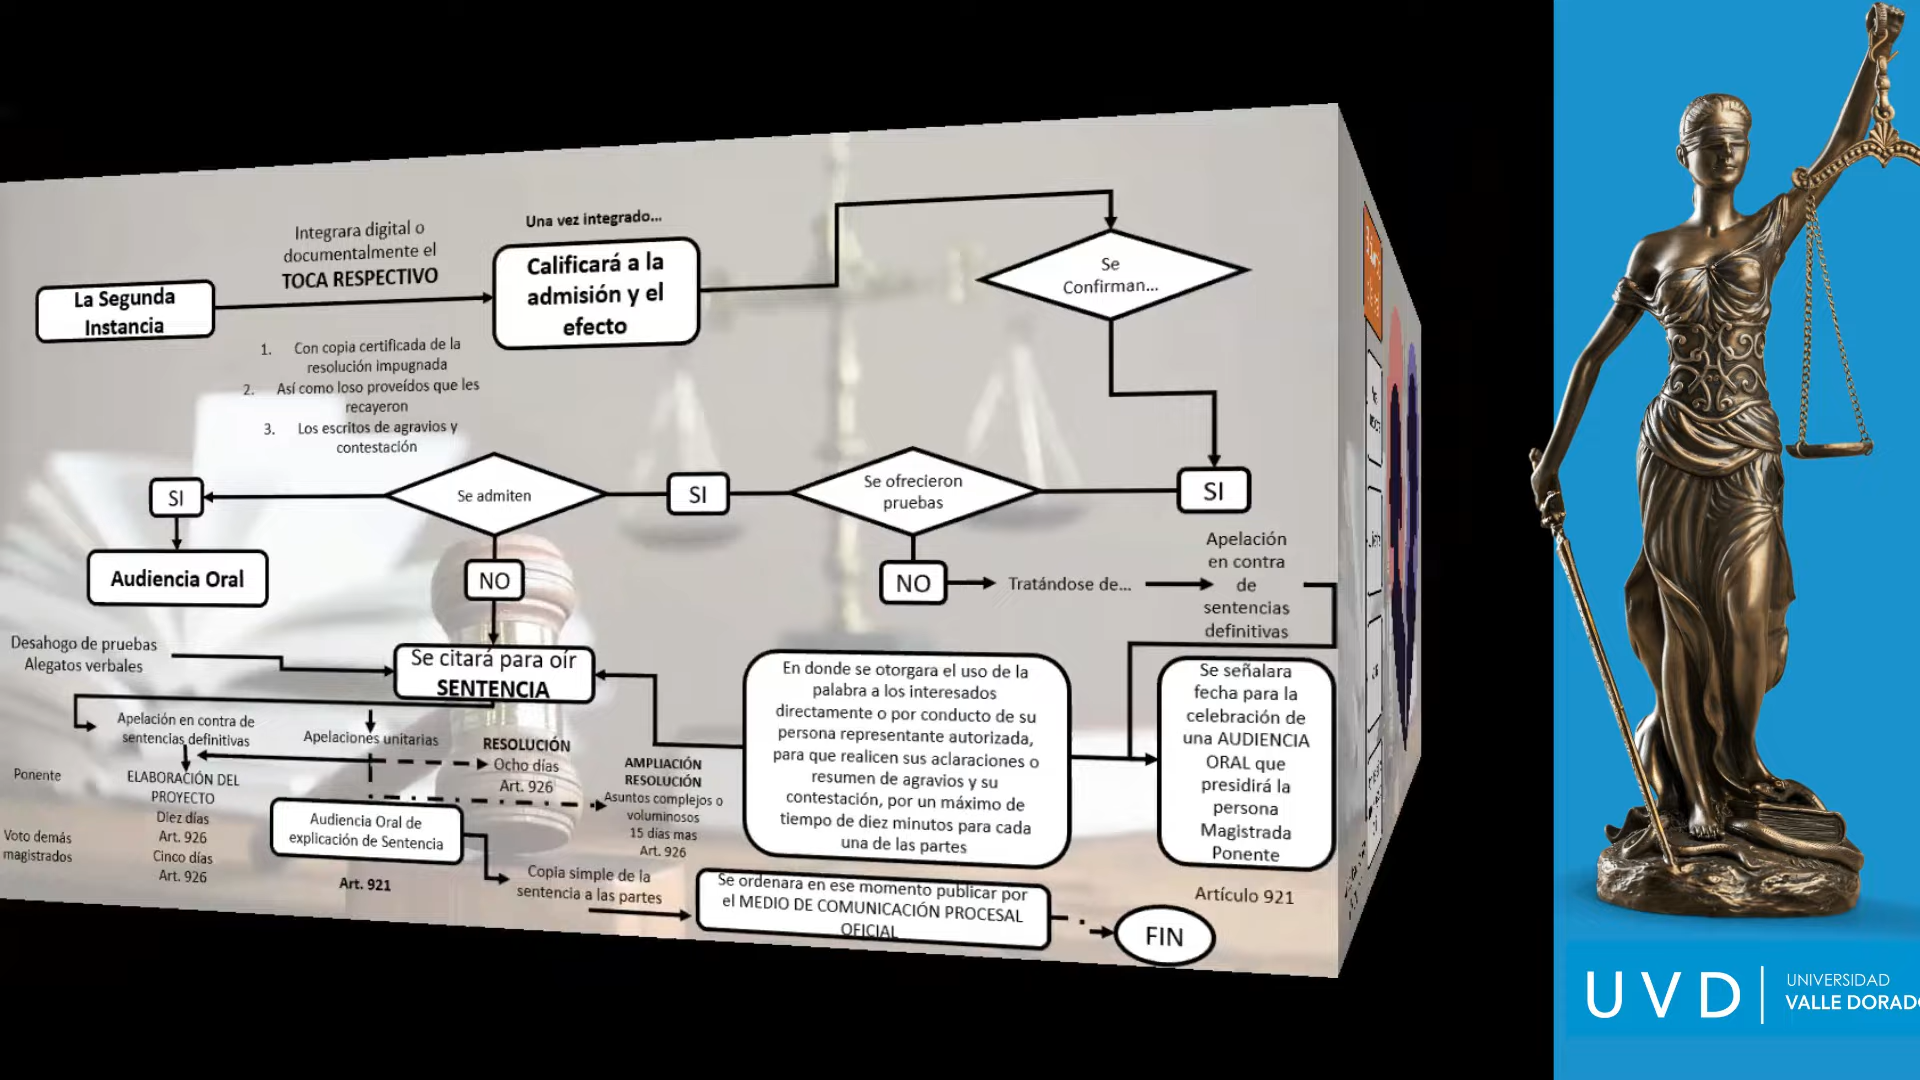 La Segunda
Instancia
Integrara digital o
documentalmente el
TOCA RESPECTIVO
1. Con copia certificada de la
resolución impugnada
2. Así como loso proveídos que les
recayeron
3. Los escritos de agravios y
contestación
Una vez integrado...
Calificará a la
admisión y el
efecto
Se
Confirman...
SI
Se ofrecieron
pruebas
SI
Se admiten
SI
Audiencia Oral
NO
NO
Tratándose de...
Apelación
en contra
de
sentencias
definitivas
Desahogo de pruebas
Alegatos verbales
Se citará para oír
SENTENCIA
En donde se otorgara el uso de la
palabra a los interesados
directamente o por conducto de su
persona representante autorizada,
para que realicen sus aclaraciones o
resumen de agravios y su
contestación, por un máximo de
tiempo de diez minutos para cada
una de las partes
Se señalara
fecha para la
celebración de
una AUDIENCIA
ORAL que
presidirá la
persona
Magistrada
Ponente
Artículo 921
Apelación en contra de
sentencias definitivas
Apelaciones unitarias
RESOLUCIÓN
Ocho días
Art. 926
AMPLIACIÓN
RESOLUCIÓN
Asuntos complejos o
voluminosos
15 días mas
Art. 926
Ponente
ELABORACIÓN DEL
PROYECTO
DIez días
Art. 926
Voto demás
magistrados
Cinco días
Art. 926
Audiencia Oral de
explicación de Sentencia
Art. 921
Copia simple de la
sentencia a las partes
Se ordenara en ese momento publicar por
el MEDIO DE COMUNICACIÓN PROCESAL
OFICIAL
FIN
UVD
UNIVERSIDAD
VALLE DORADO